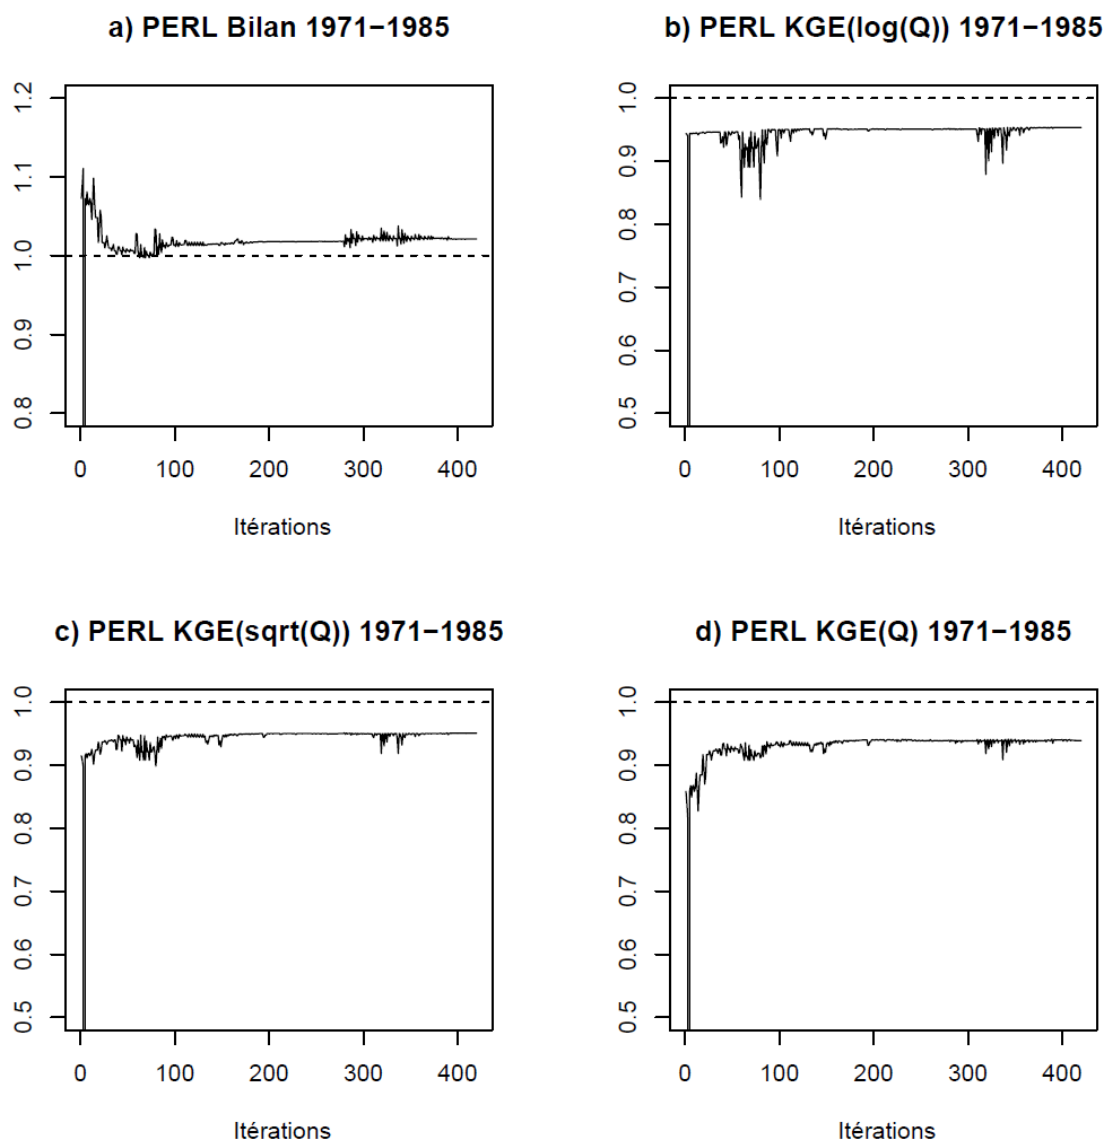 a) PERL Bilan 1971−1985
1.2
1.1
1.0
0.9
0.8
0 100 200 300 400
Itérations
b) PERL KGE(log(Q)) 1971−1985
1.0
0.9
0.8
0.7
0.6
0.5
0 100 200 300 400
Itérations
c) PERL KGE(sqrt(Q)) 1971−1985
1.0
0.9
0.8
0.7
0.6
0.5
0 100 200 300 400
Itérations
d) PERL KGE(Q) 1971−1985
1.0
0.9
0.8
0.7
0.6
0.5
0 100 200 300 400
Itérations